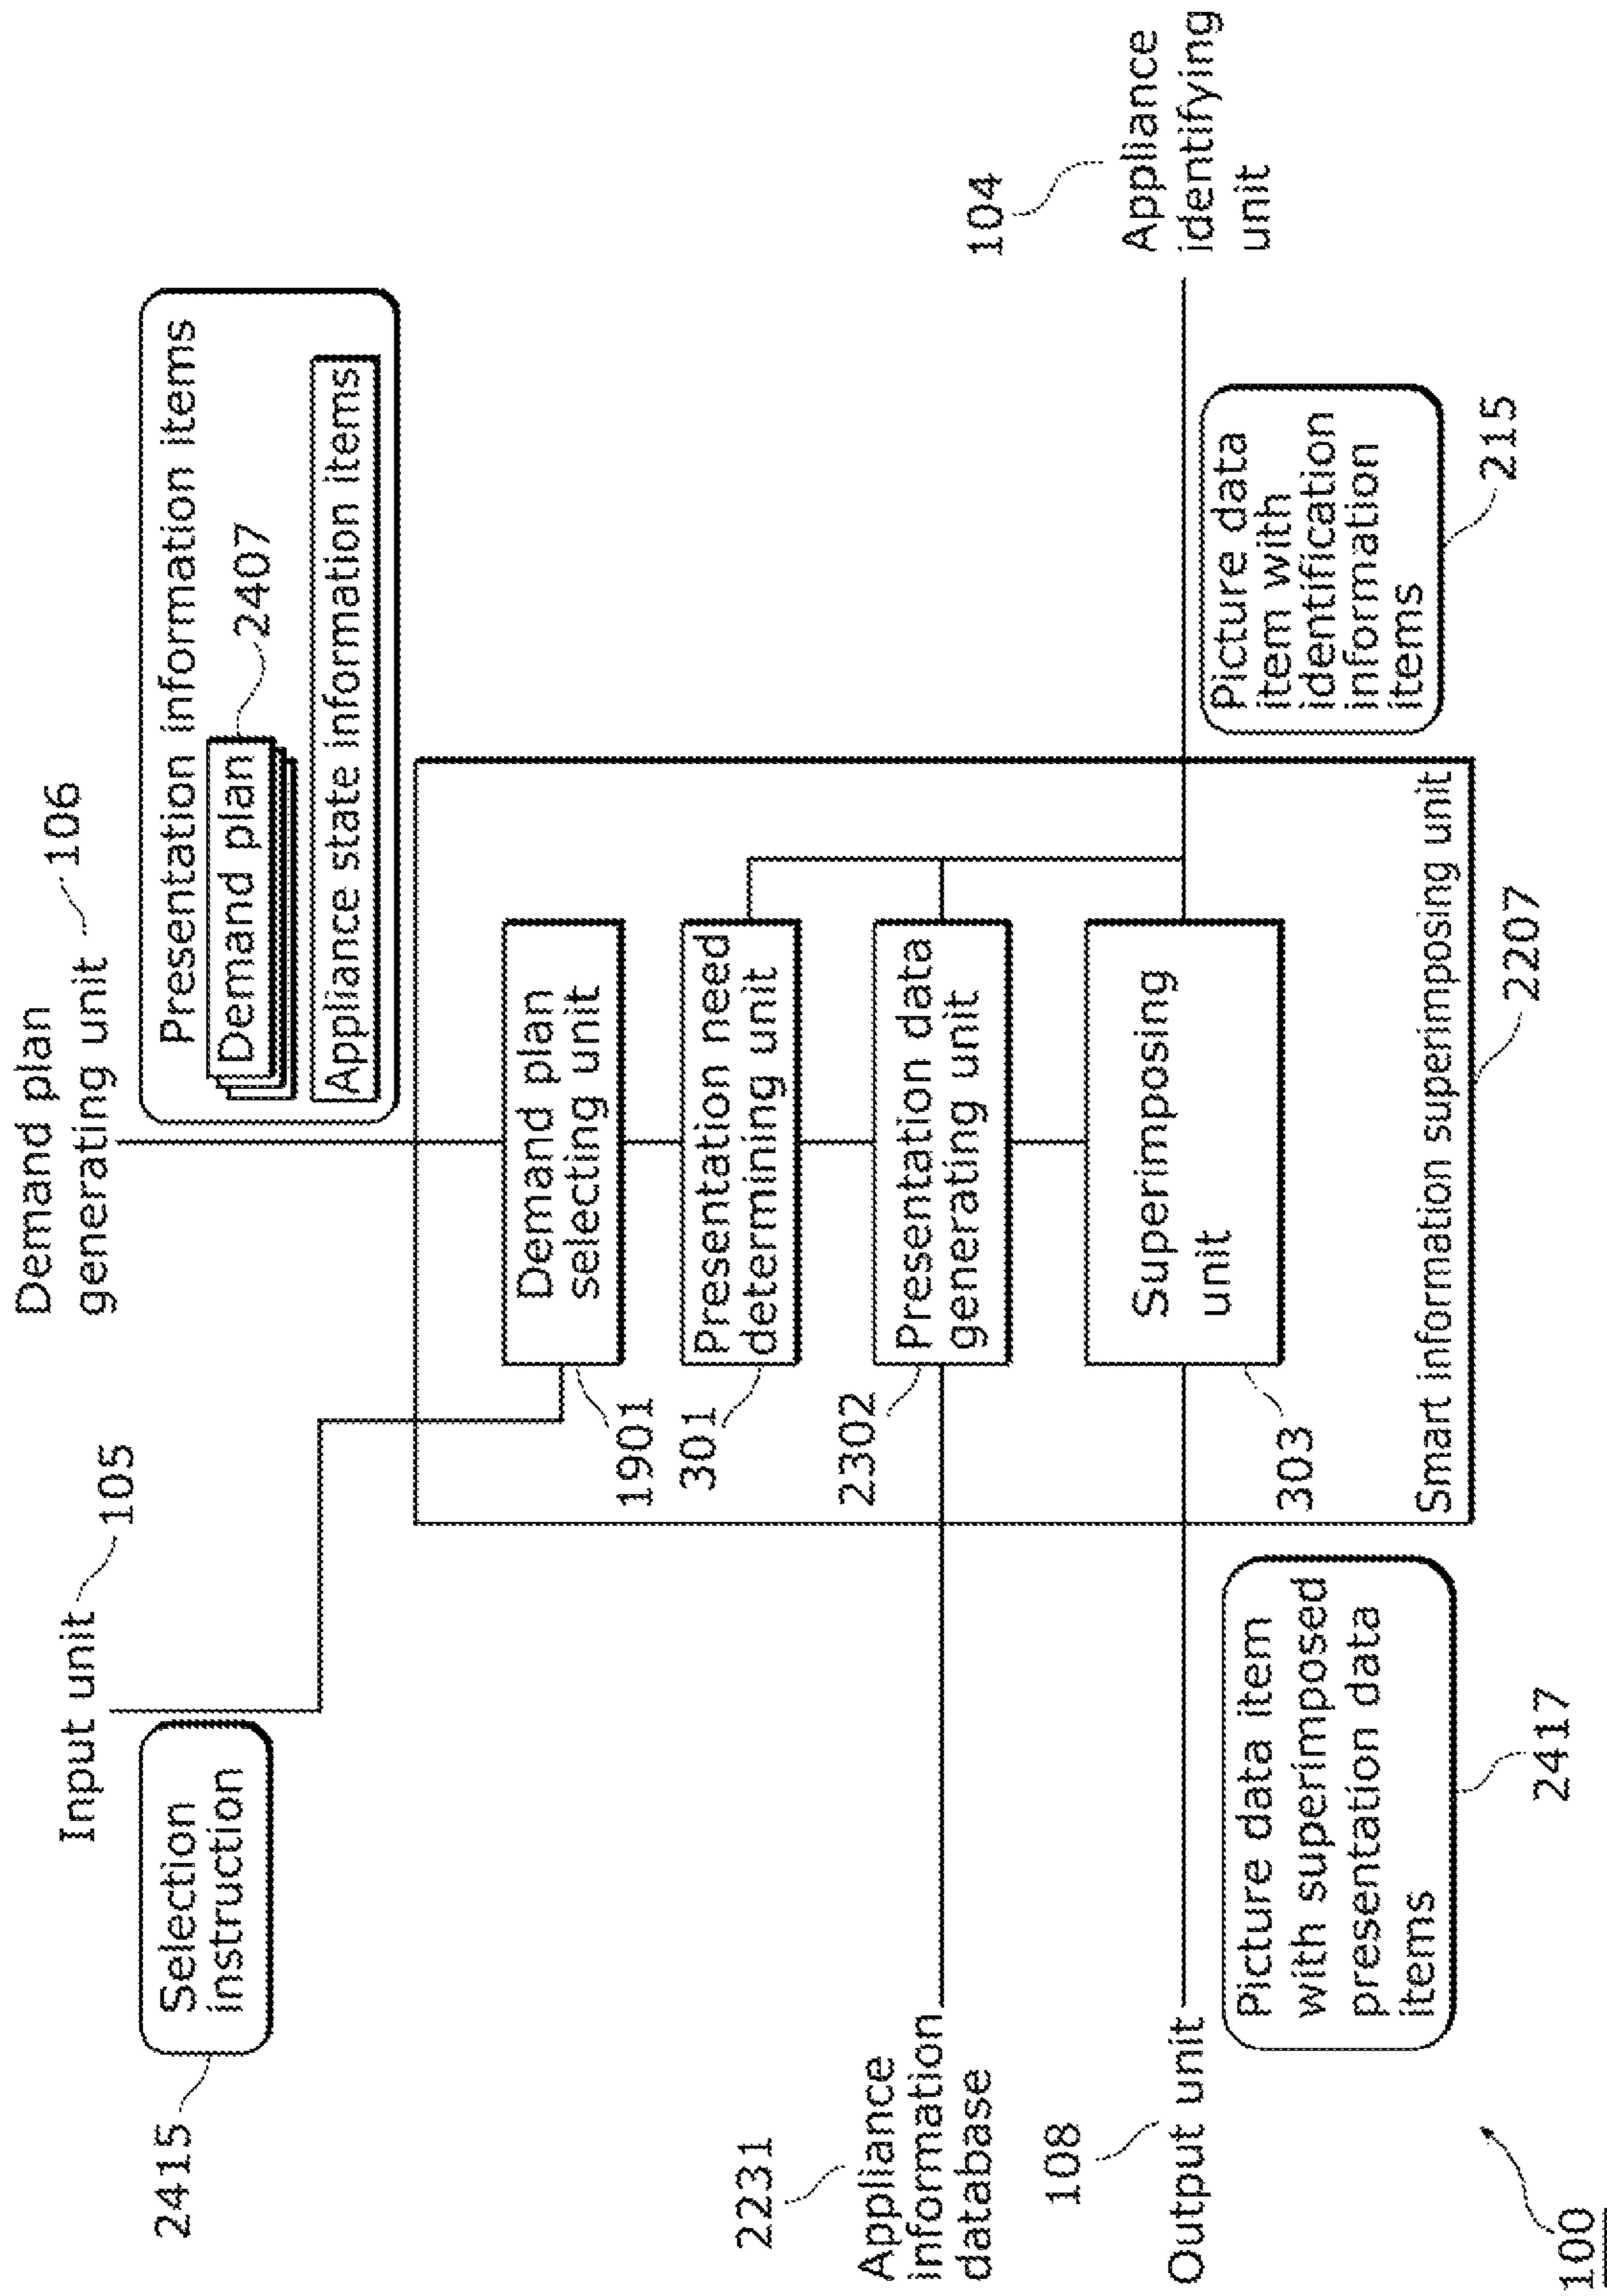 Demand plan
generating unit
106
Input unit
105
Selection
instruction
2415
Presentation information items
Demand plan
2407
Appliance state information items
Demand plan
selecting unit
1901
Presentation need
determining unit
301
Presentation data
generating unit
2302
Superimposing
unit
303
Smart information superimposing unit
2207
2231
Appliance
information
database
108
Output unit
Picture data item
with superimposed
presentation data
items
2417
104
Appliance
identifying
unit
Picture data
item with
identification
information
items
215
100